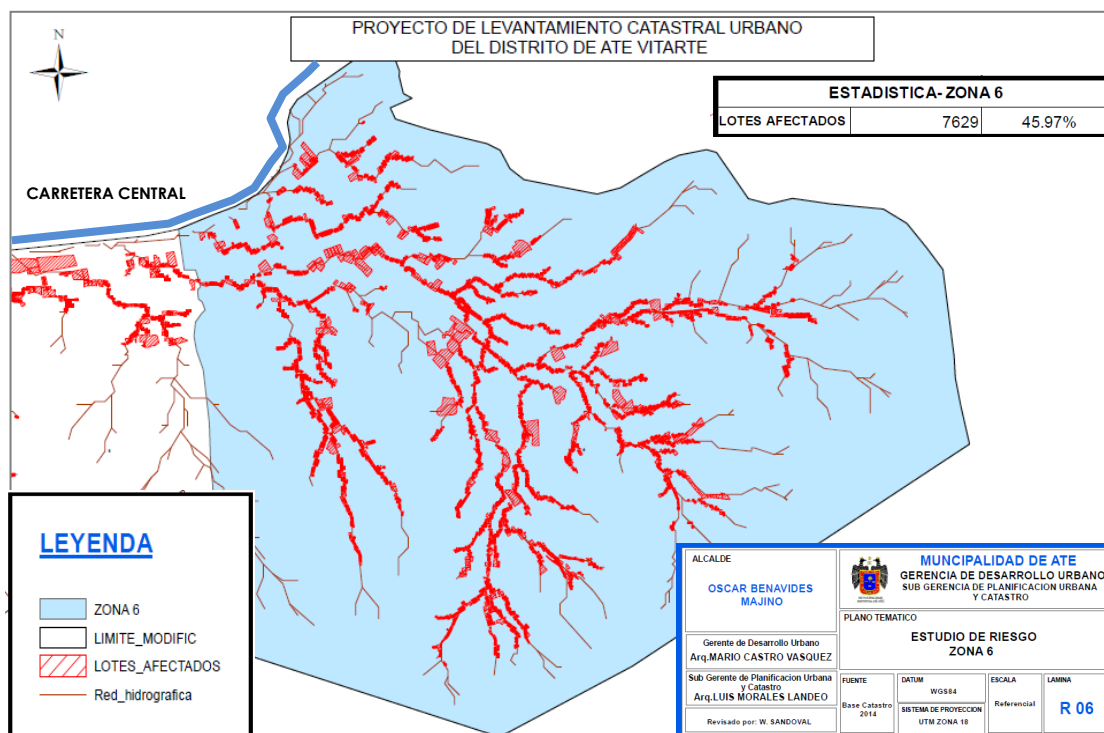 PROYECTO DE LEVANTAMIENTO CATASTRAL URBANO
DEL DISTRITO DE ATE VITARTE
N
ESTADISTICA- ZONA 6
LOTES AFECTADOS 7629 45.97%
CARRETERA CENTRAL
LEYENDA
ZONA 6
LIMITE_MODIFIC
LOTES_AFECTADOS
Red_hidrografica
ALCALDE
OSCAR BENAVIDES
MAJINO
Gerente de Desarrollo Urbano
Arq.MARIO CASTRO VASQUEZ
Sub Gerente de Planificacion Urbana
y Catastro
Arq.LUIS MORALES LANDEO
Revisado por: W. SANDOVAL
MUNCIPALIDAD DE ATE
GERENCIA DE DESARROLLO URBANO
SUB GERENCIA DE PLANIFICACION URBANA
Y CATASTRO
PLANO TEMATICO
ESTUDIO DE RIESGO
ZONA 6
FUENTE
Base Catastro
2014
DATUM
WGS84
SISTEMA DE PROYECCION
UTM ZONA 18
ESCALA
Referencial
LAMINA
R 06